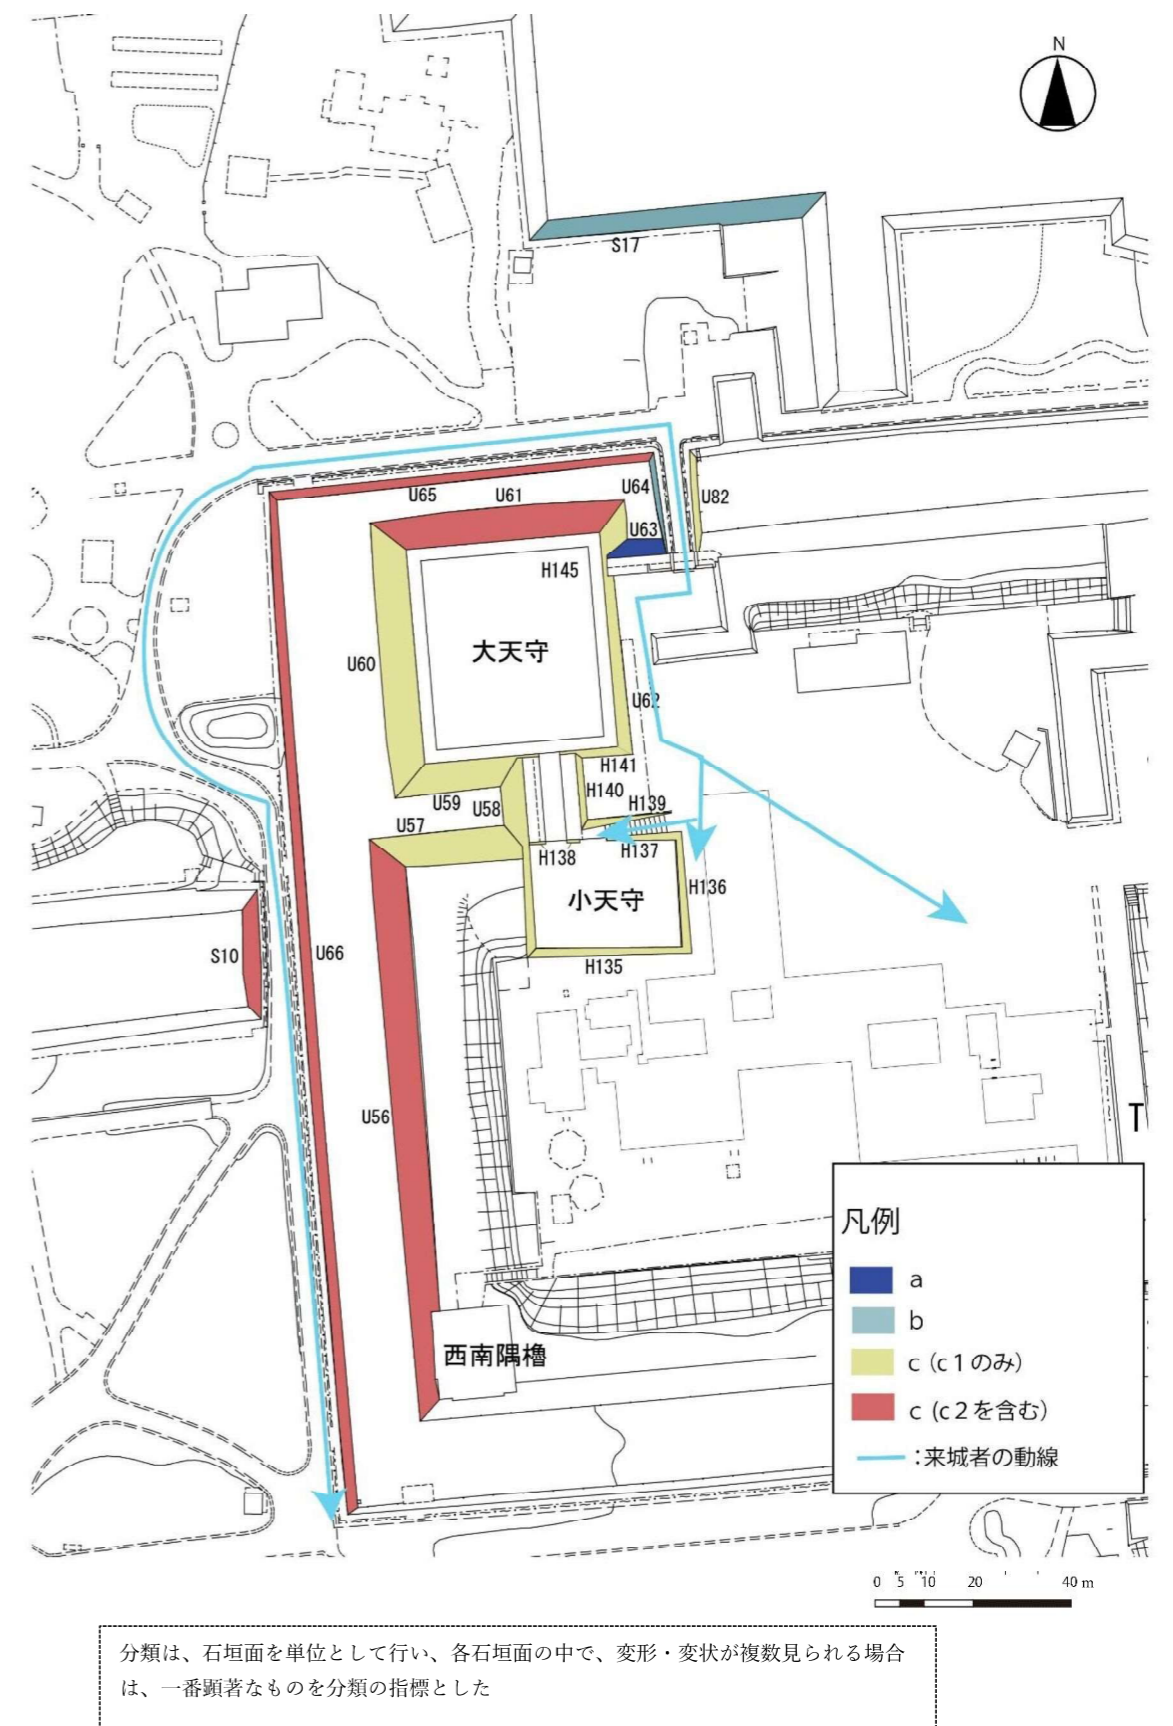 N
S17
U65
U61
U64
U82
U63
H145
大天守
U60
U62
H141
H140
U59
U58
H139
U57
H138
H137
H136
小天守
S10
U66
H135
U56
T
西南隅櫓
凡例
a
b
c (c1のみ)
c (c2を含む)
:来城者の動線
0 5 10 20 40 m
分類は、石垣面を単位として行い、各石垣面の中で、変形・変状が複数見られる場合
は、一番顕著なものを分類の指標とした